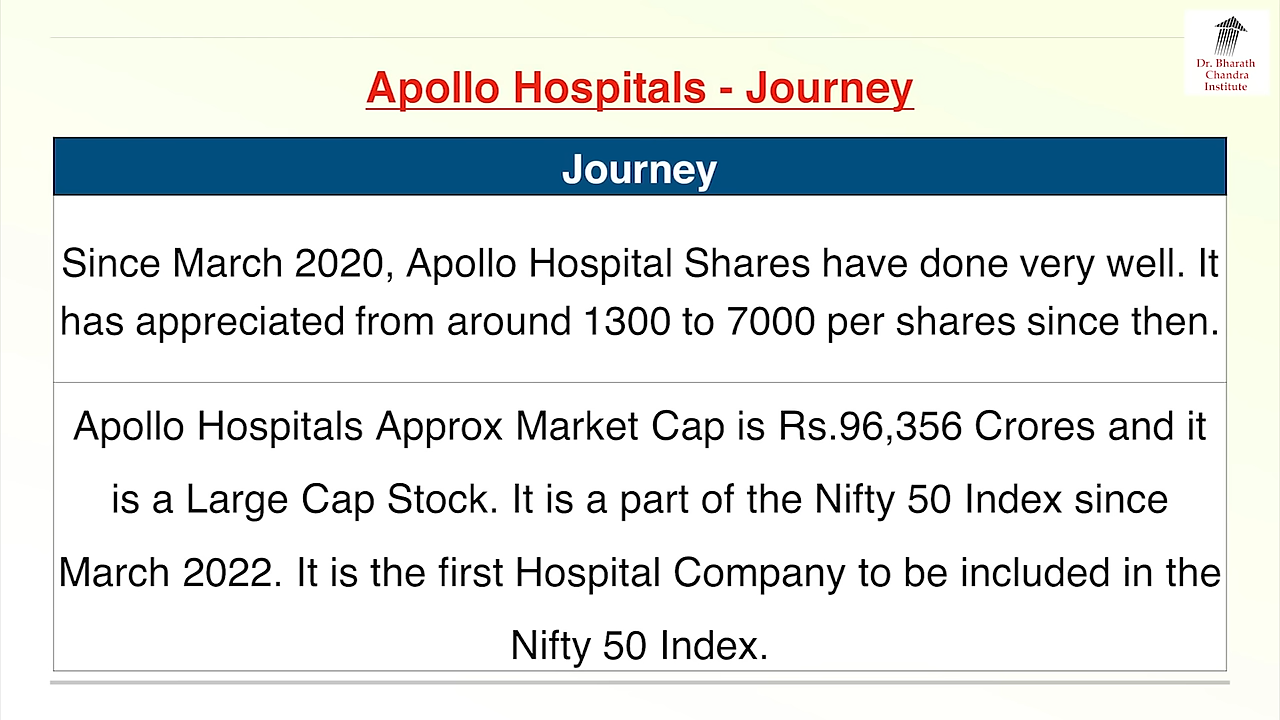 Dr. Bharath
Chandra
Institute
Apollo Hospitals - Journey
Journey
Since March 2020, Apollo Hospital Shares have done very well. It
has appreciated from around 1300 to 7000 per shares since then.
Apollo Hospitals Approx Market Cap is Rs.96,356 Crores and it
is a Large Cap Stock. It is a part of the Nifty 50 Index since
March 2022. It is the first Hospital Company to be included in the
Nifty 50 Index.